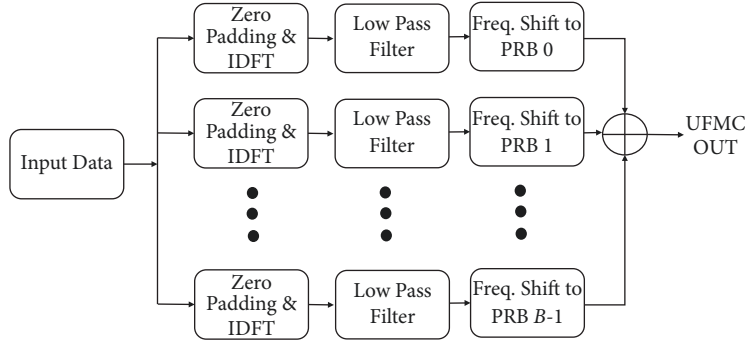 Zero
Padding &
IDFT
Low Pass
Filter
Freq. Shift to
PRB 0
Input Data
Zero
Padding &
IDFT
Low Pass
Filter
Freq. Shift to
PRB 1
UFMC
OUT
Zero
Padding &
IDFT
Low Pass
Filter
Freq. Shift to
PRB B-1